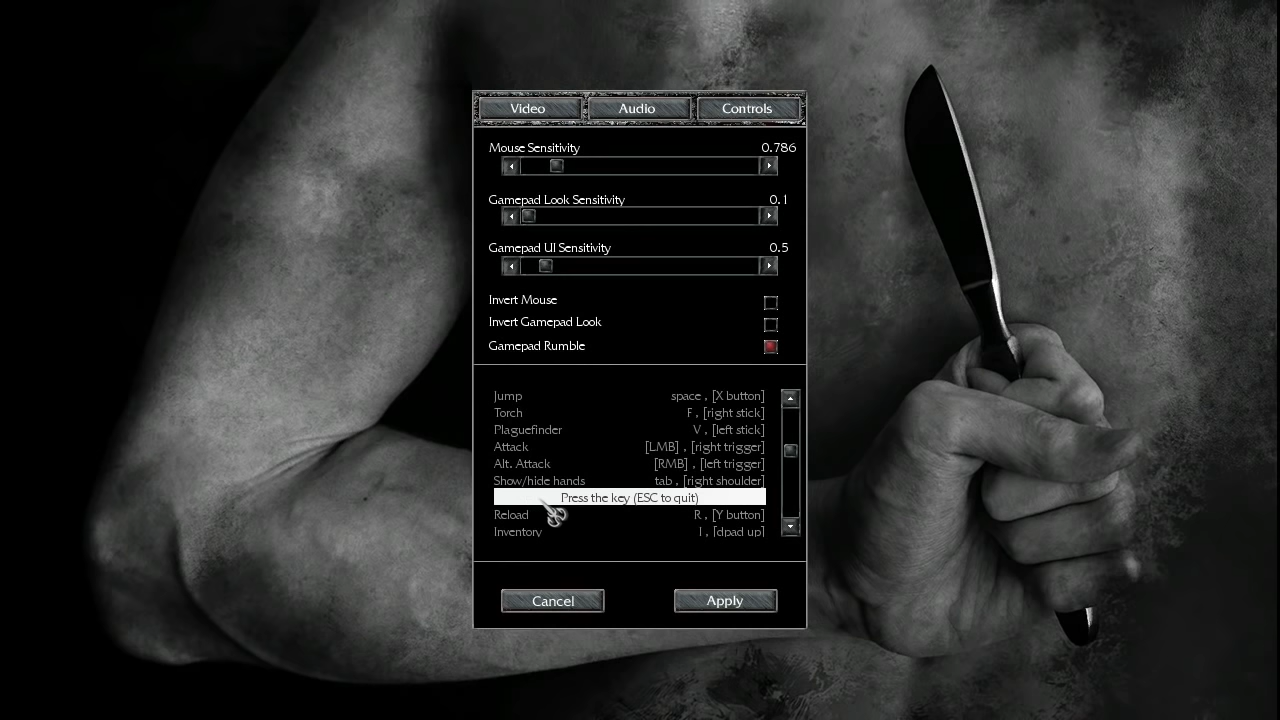 Video Audio Controls
Mouse Sensitivity 0.786
Gamepad Look Sensitivity 0.1
Gamepad UI Sensitivity 0.5
Invert Mouse
Invert Gamepad Look
Gamepad Rumble
Jump space , [X button]
Torch F , [right stick]
Plaguefinder V , [left stick]
Attack [LMB] , [right trigger]
Alt. Attack [RMB] , [left trigger]
Show/hide hands tab , [right shoulder]
Press the key (ESC to quit)
Reload R , [Y button]
Inventory I , [dpad up]
Cancel Apply